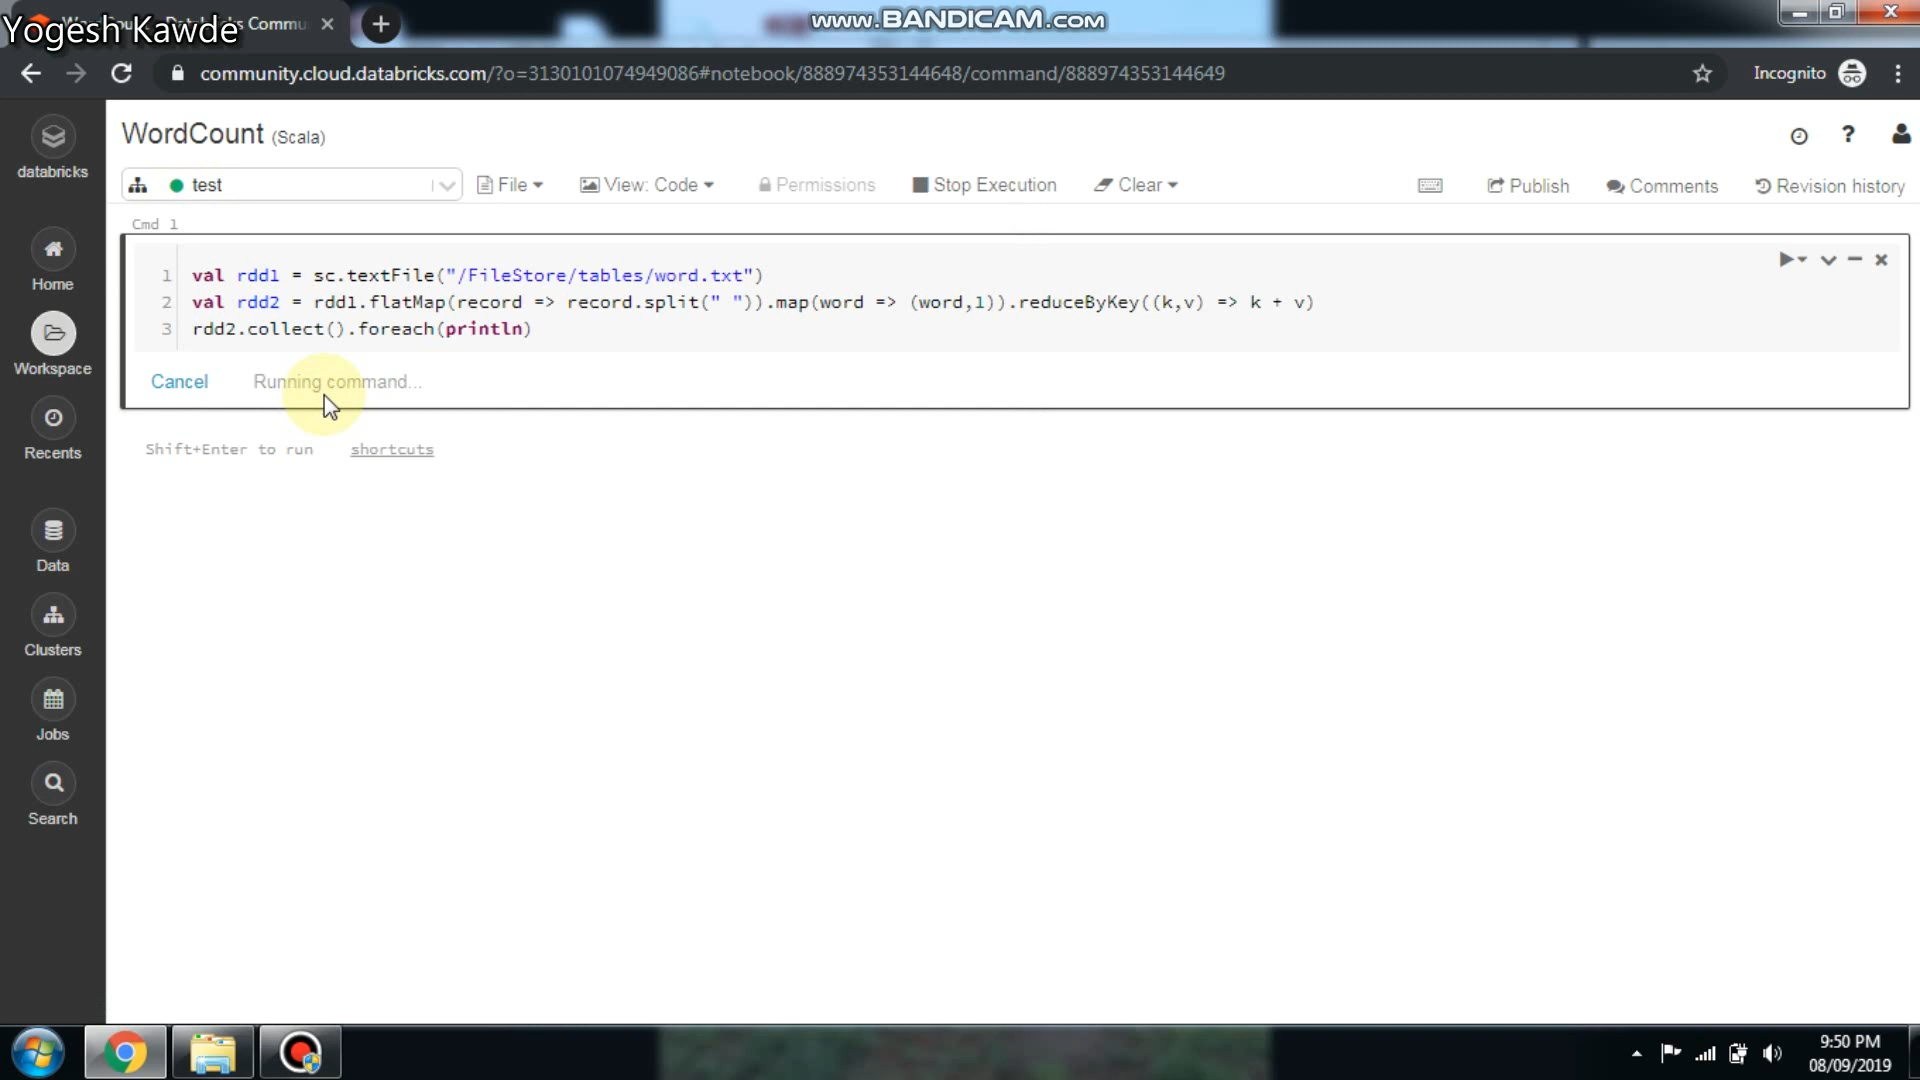 www.BANDICAM.com
Yogesh Kawde
community.cloud.databricks.com/?o=3130101074949086#notebook/888974353144648/command/888974353144649
Incognito
databricks
Home
Workspace
Recents
Data
Clusters
Jobs
Search
WordCount (Scala)
test
File
View: Code
Permissions
Stop Execution
Clear
Publish
Comments
Revision history
Cmd 1
1 val rdd1 = sc.textFile("/FileStore/tables/word.txt")
2 val rdd2 = rdd1.flatMap(record => record.split(" ")).map(word => (word,1)).reduceByKey((k,v) => k + v)
3 rdd2.collect().foreach(println)
Cancel
Running command...
Shift+Enter to run
shortcuts
9:50 PM
08/09/2019